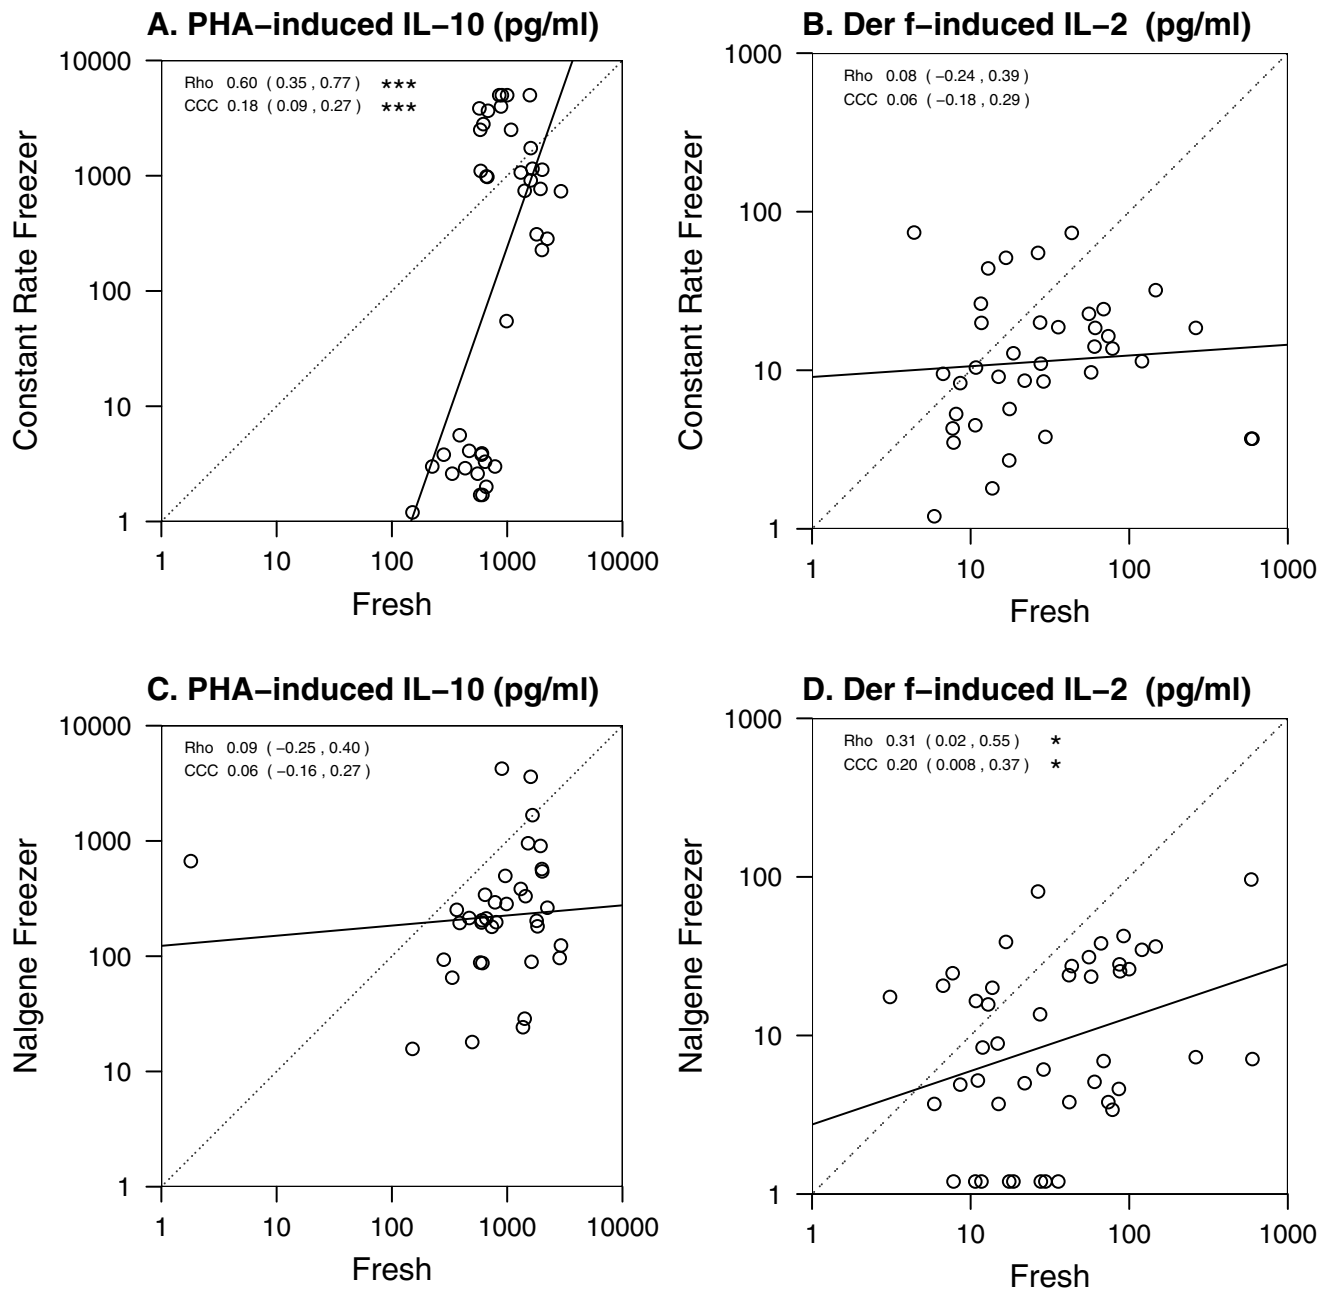 A. PHA−induced IL−10 (pg/ml)
Rho 0.60 ( 0.35 , 0.77 ) ***
CCC 0.18 ( 0.09 , 0.27 ) ***
Constant Rate Freezer
10000
1000
100
10
1
1 10 100 1000 10000
Fresh
B. Der f−induced IL−2 (pg/ml)
Rho 0.08 ( −0.24 , 0.39 )
CCC 0.06 ( −0.18 , 0.29 )
Constant Rate Freezer
1000
100
10
1
1 10 100 1000
Fresh
C. PHA−induced IL−10 (pg/ml)
Rho 0.09 ( −0.25 , 0.40 )
CCC 0.06 ( −0.16 , 0.27 )
Nalgene Freezer
10000
1000
100
10
1
1 10 100 1000 10000
Fresh
D. Der f−induced IL−2 (pg/ml)
Rho 0.31 ( 0.02 , 0.55 ) *
CCC 0.20 ( 0.008 , 0.37 ) *
Nalgene Freezer
1000
100
10
1
1 10 100 1000
Fresh